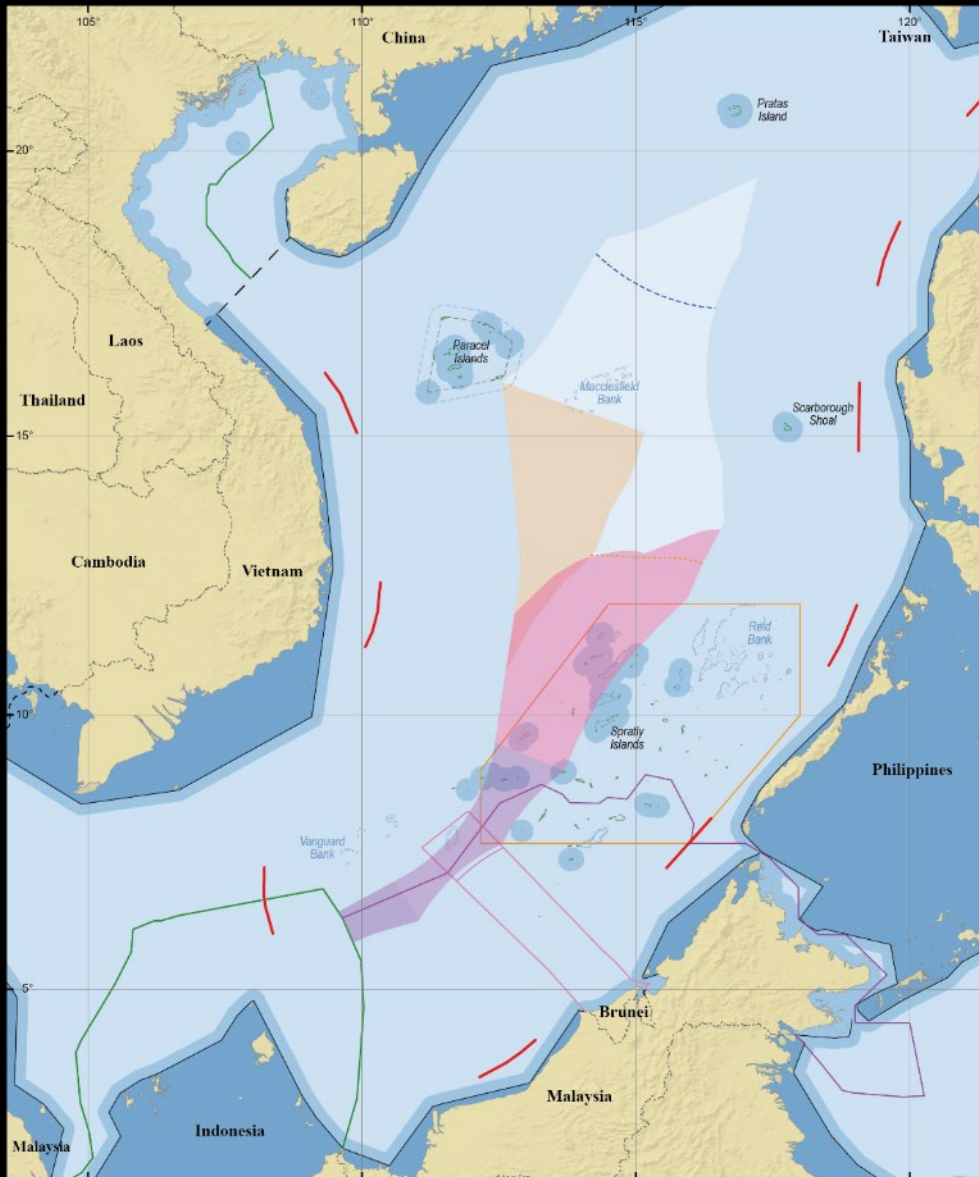 105°
110°
115°
120°
China
Taiwan
Pratas
Island
20°
Laos
Paracel
Islands
Thailand
Macclesfield
Bank
Scarborough
Shoal
15°
Cambodia
Vietnam
Reid
Bank
10°
Spratly
Islands
Philippines
Vanguard
Bank
5°
Brunei
Malaysia
Indonesia
Malaysia